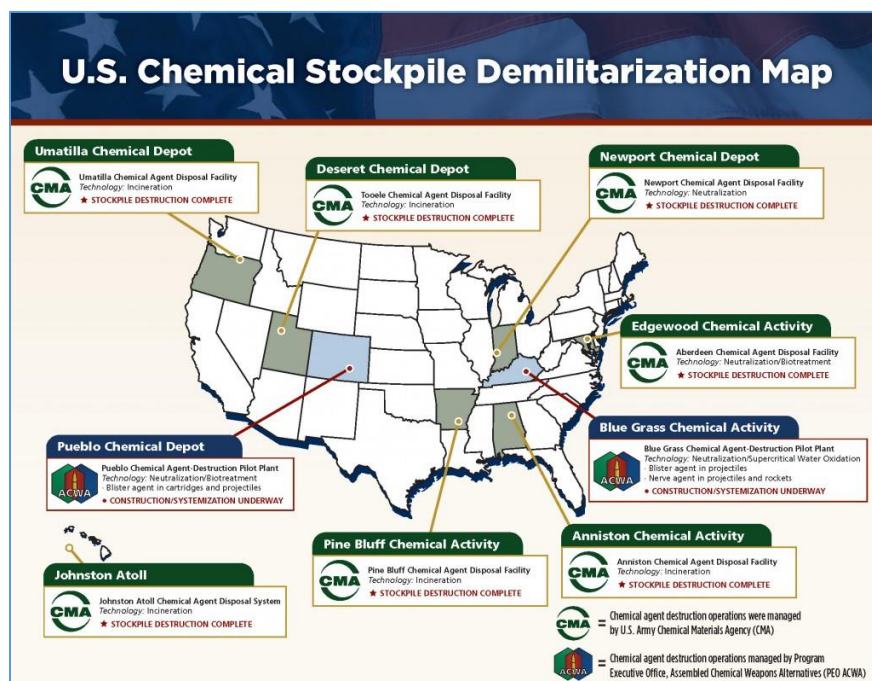 U.S. Chemical Stockpile Demilitarization Map
Umatilla Chemical Depot
CMA
Umatilla Chemical Agent Disposal Facility
Technology: Incineration
★ STOCKPILE DESTRUCTION COMPLETE
Deseret Chemical Depot
CMA
Tooele Chemical Agent Disposal Facility
Technology: Incineration
★ STOCKPILE DESTRUCTION COMPLETE
Newport Chemical Depot
CMA
Newport Chemical Agent Disposal Facility
Technology: Neutralization
★ STOCKPILE DESTRUCTION COMPLETE
Edgewood Chemical Activity
CMA
Aberdeen Chemical Agent Disposal Facility
Technology: Neutralization/Biotreatment
★ STOCKPILE DESTRUCTION COMPLETE
Pueblo Chemical Depot
ACWA
Pueblo Chemical Agent-Destruction Pilot Plant
Technology: Neutralization/Biotreatment
· Blister agent in cartridges and projectiles
• CONSTRUCTION/SYSTEMIZATION UNDERWAY
Blue Grass Chemical Activity
ACWA
Blue Grass Chemical Agent-Destruction Pilot Plant
Technology: Neutralization/Supercritical Water Oxidation
· Blister agent in projectiles
· Nerve agent in projectiles and rockets
• CONSTRUCTION/SYSTEMIZATION UNDERWAY
Johnston Atoll
CMA
Johnston Atoll Chemical Agent Disposal System
Technology: Incineration
★ STOCKPILE DESTRUCTION COMPLETE
Pine Bluff Chemical Activity
CMA
Pine Bluff Chemical Agent Disposal Facility
Technology: Incineration
★ STOCKPILE DESTRUCTION COMPLETE
Anniston Chemical Activity
CMA
Anniston Chemical Agent Disposal Facility
Technology: Incineration
★ STOCKPILE DESTRUCTION COMPLETE
CMA = Chemical agent destruction operations were managed
by U.S. Army Chemical Materials Agency (CMA)
ACWA = Chemical agent destruction operations managed by Program
Executive Office, Assembled Chemical Weapons Alternatives (PEO ACWA)